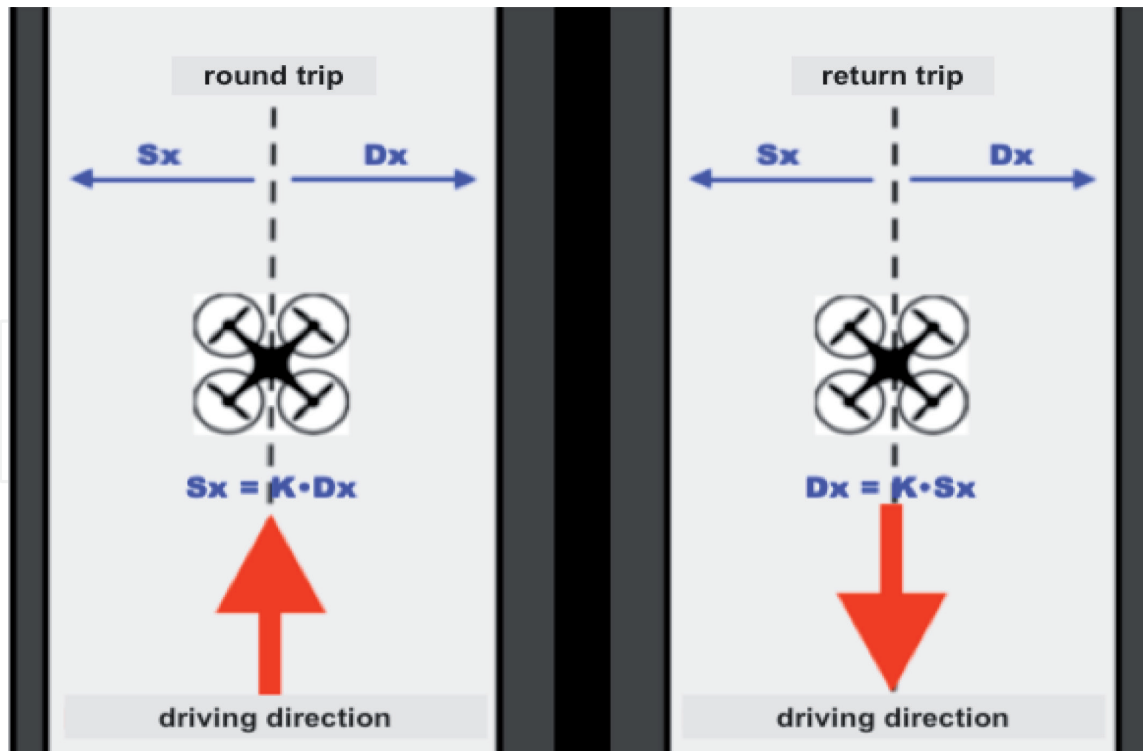 round trip
Sx Dx
Sx = K•Dx
driving direction
return trip
Sx Dx
Dx = K•Sx
driving direction